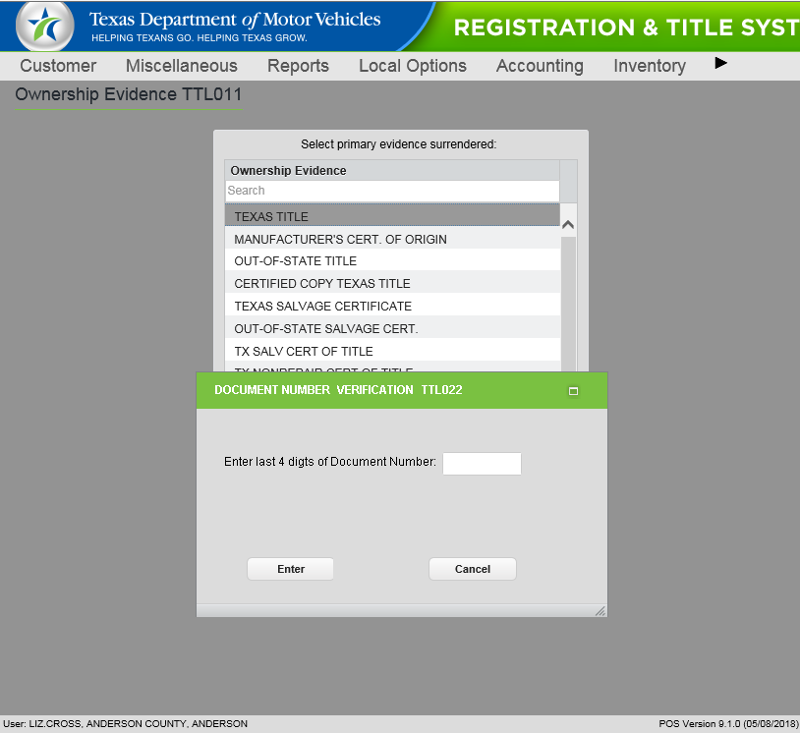 Texas Department of Motor Vehicles
HELPING TEXANS GO. HELPING TEXAS GROW.
REGISTRATION & TITLE SYST
Customer Miscellaneous Reports Local Options Accounting Inventory
Ownership Evidence TTL011
Select primary evidence surrendered:
Ownership Evidence
Search
TEXAS TITLE
MANUFACTURER'S CERT. OF ORIGIN
OUT-OF-STATE TITLE
CERTIFIED COPY TEXAS TITLE
TEXAS SALVAGE CERTIFICATE
OUT-OF-STATE SALVAGE CERT.
TX SALV CERT OF TITLE
TX NONREPAIR CERT OF TITLE
DOCUMENT NUMBER VERIFICATION TTL022
Enter last 4 digts of Document Number:
Enter Cancel
User: LIZ.CROSS, ANDERSON COUNTY, ANDERSON POS Version 9.1.0 (05/08/2018)